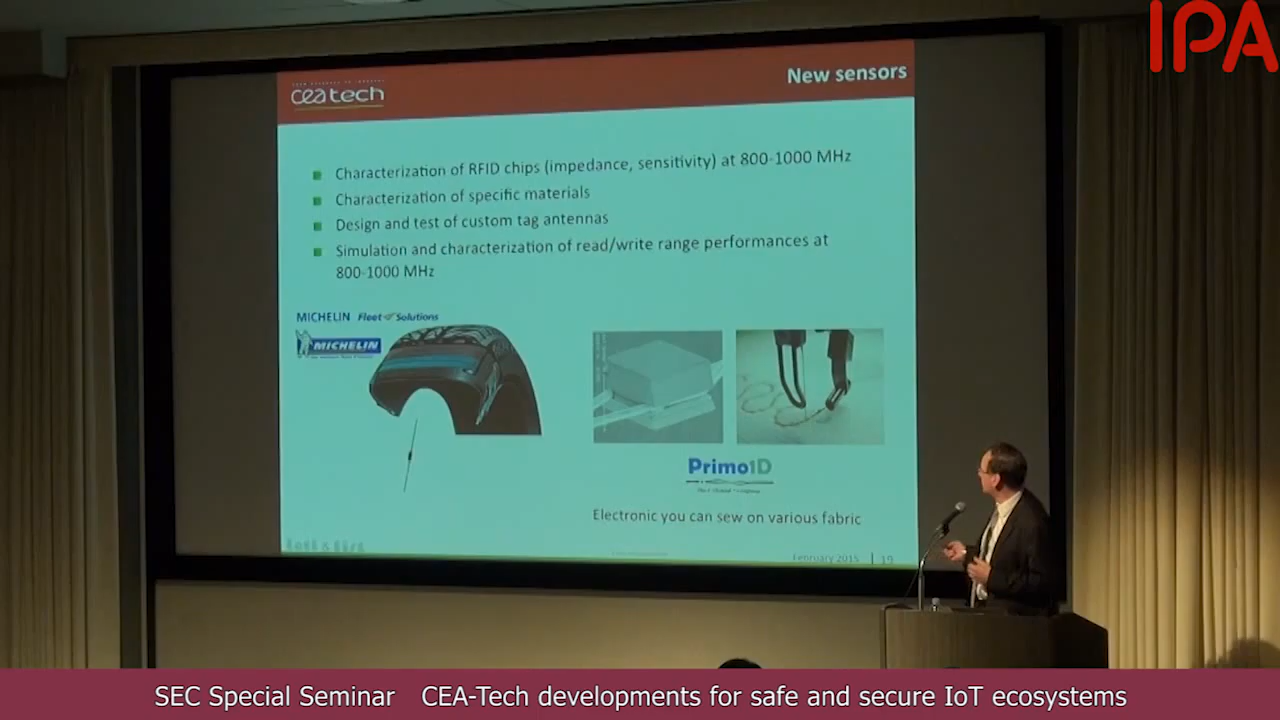 IPA
New sensors
ceatech
Characterization of RFID chips (impedance, sensitivity) at 800-1000 MHz
Characterization of specific materials
Design and test of custom tag antennas
Simulation and characterization of read/write range performances at
800-1000 MHz
MICHELIN Fleet Solutions
MICHELIN
Primo1D
Electronic you can sew on various fabric
February 2015 | 19
SEC Special Seminar CEA-Tech developments for safe and secure IoT ecosystems